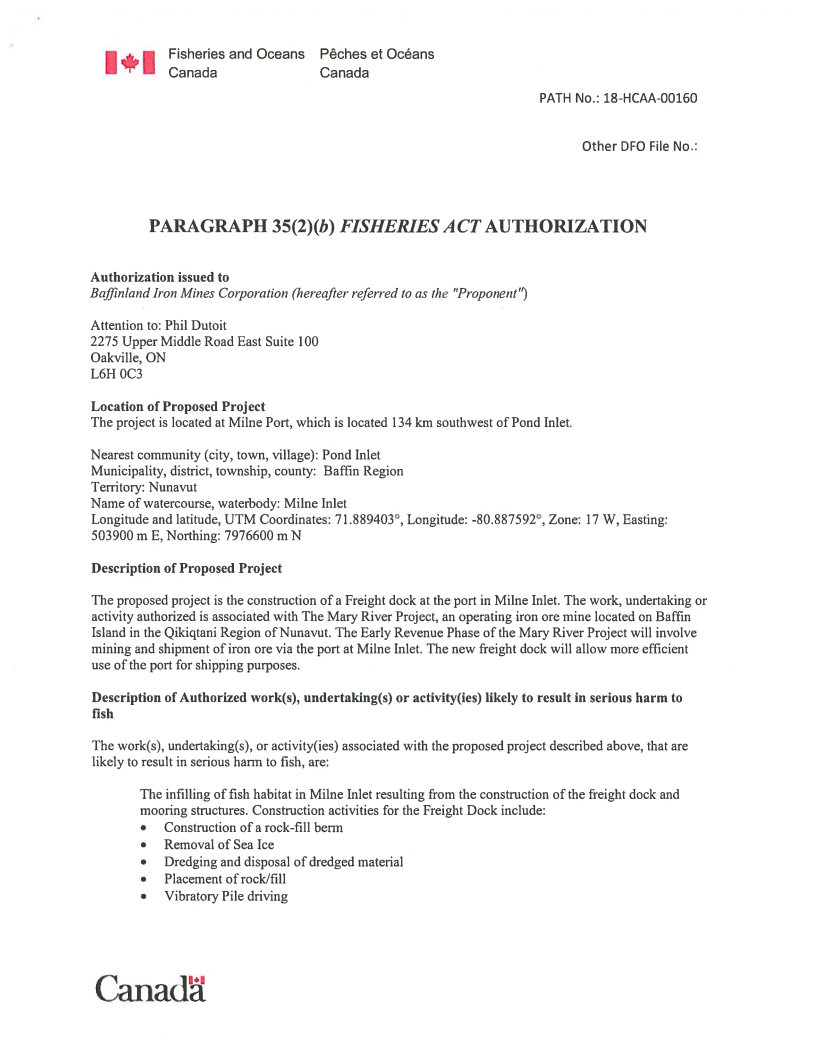 Fisheries and Oceans Pêches et Océans
Canada Canada
PATH No.: 18-HCAA-00160
Other DFO File No.:
PARAGRAPH 35(2)(b) FISHERIES ACT AUTHORIZATION
Authorization issued to
Baffinland Iron Mines Corporation (hereafter referred to as the "Proponent")
Attention to: Phil Dutoit
2275 Upper Middle Road East Suite 100
Oakville, ON
L6H 0C3
Location of Proposed Project
The project is located at Milne Port, which is located 134 km southwest of Pond Inlet.
Nearest community (city, town, village): Pond Inlet
Municipality, district, township, county: Baffin Region
Territory: Nunavut
Name of watercourse, waterbody: Milne Inlet
Longitude and latitude, UTM Coordinates: 71.889403°, Longitude: -80.887592°, Zone: 17 W, Easting:
503900 m E, Northing: 7976600 m N
Description of Proposed Project
The proposed project is the construction of a Freight dock at the port in Milne Inlet. The work, undertaking or
activity authorized is associated with The Mary River Project, an operating iron ore mine located on Baffin
Island in the Qikiqtani Region of Nunavut. The Early Revenue Phase of the Mary River Project will involve
mining and shipment of iron ore via the port at Milne Inlet. The new freight dock will allow more efficient
use of the port for shipping purposes.
Description of Authorized work(s), undertaking(s) or activity(ies) likely to result in serious harm to
fish
The work(s), undertaking(s), or activity(ies) associated with the proposed project described above, that are
likely to result in serious harm to fish, are:
The infilling of fish habitat in Milne Inlet resulting from the construction of the freight dock and
mooring structures. Construction activities for the Freight Dock include:
• Construction of a rock-fill berm
• Removal of Sea Ice
• Dredging and disposal of dredged material
• Placement of rock/fill
• Vibratory Pile driving
Canada